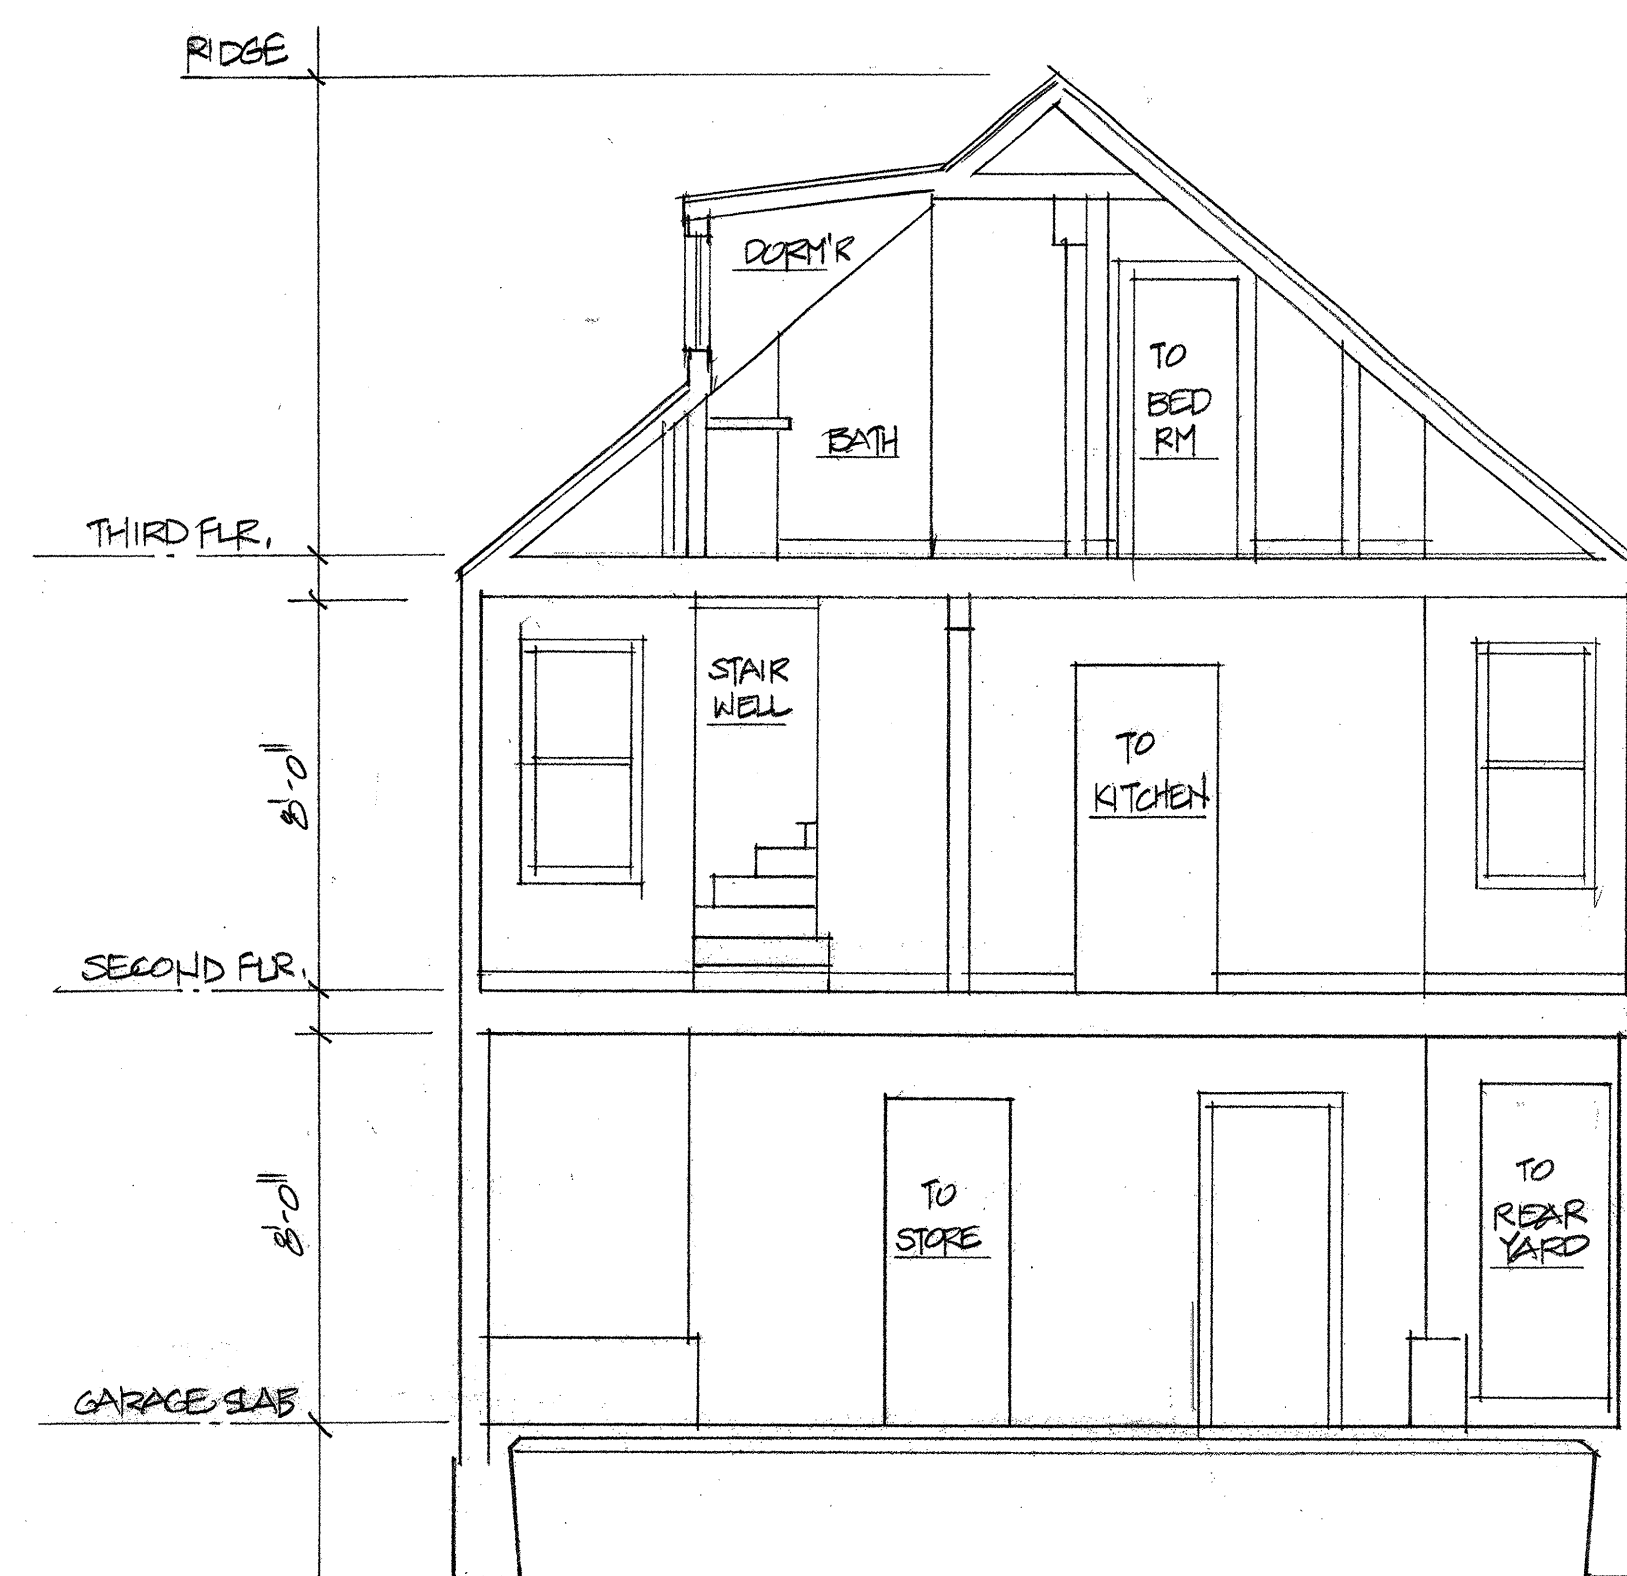 RIDGE
DORM'R
TO
BED
RM
BATH
THIRD FLR.
STAIR
WELL
TO
KITCHEN
8'-0"
SECOND FLR.
TO
STORE
TO
REAR
YARD
8'-0"
GARAGE SLAB